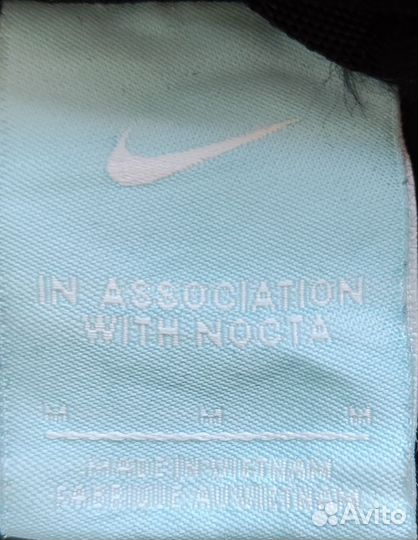 IN ASSOCIATION
WITH NOCTA
M M M
MADE IN VIETNAM
FABRIQUÉ AU VIETNAM
Avito